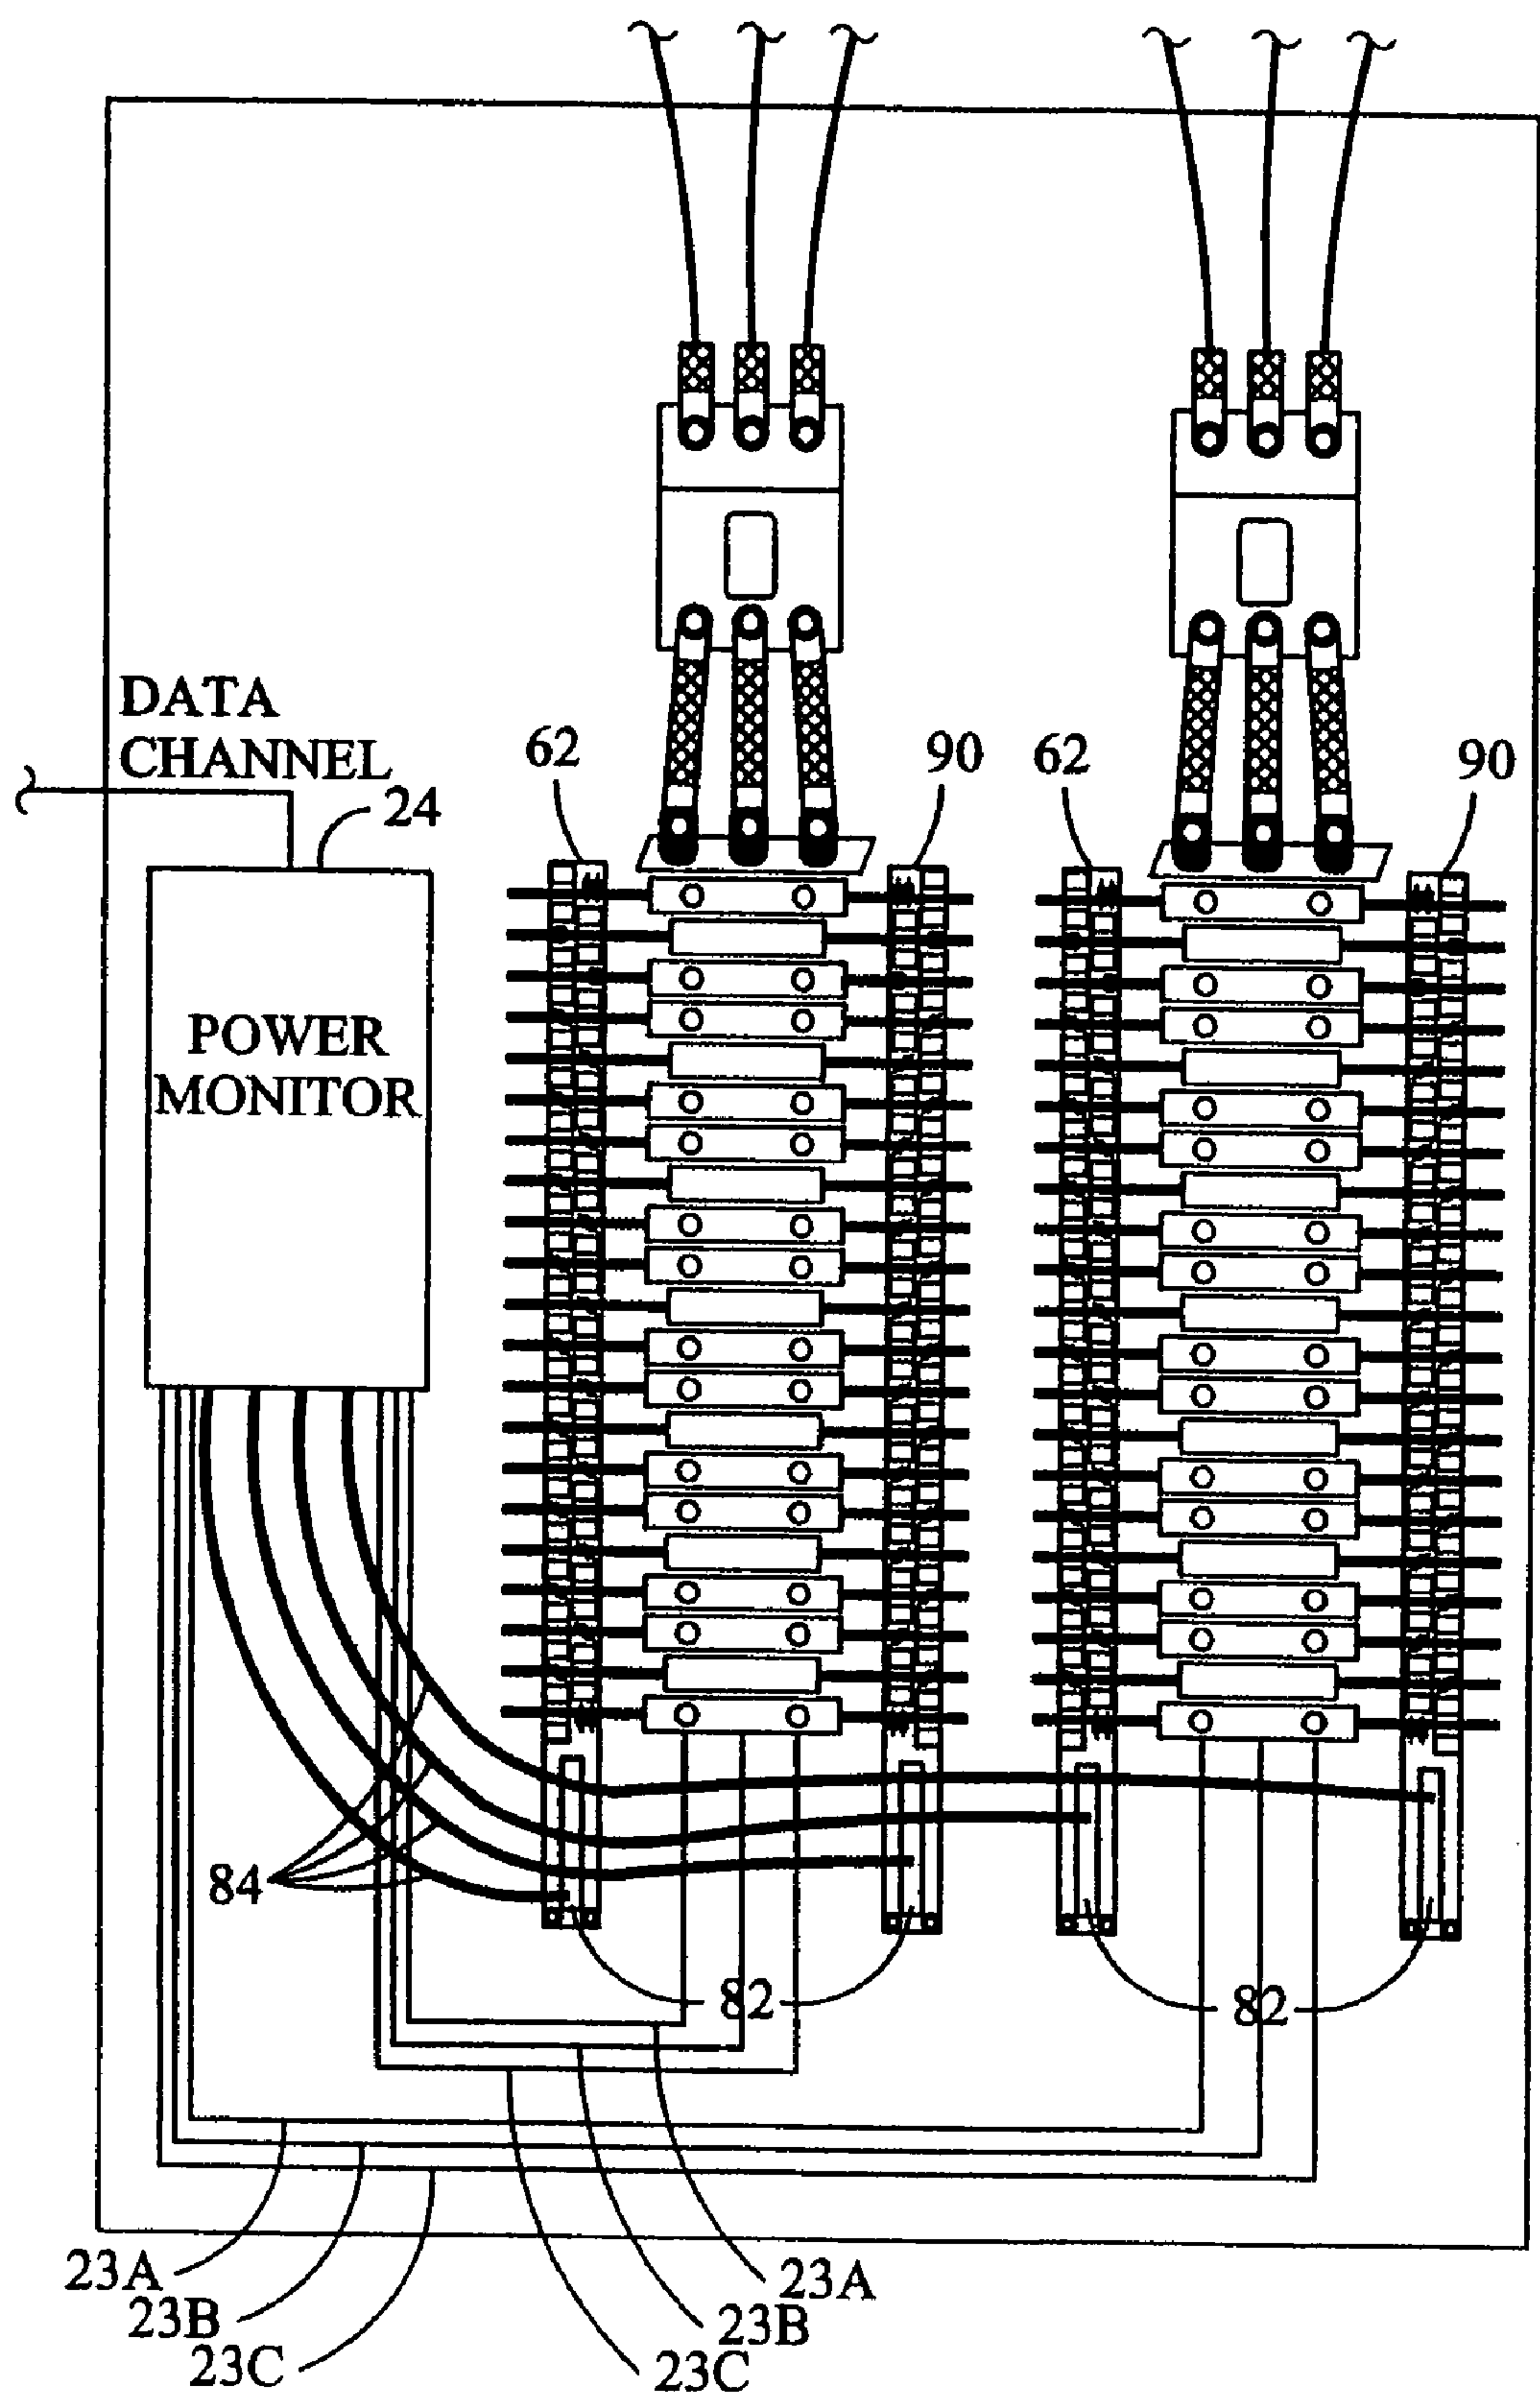 DATA
CHANNEL
24
62
90
62
90
POWER
MONITOR
84
82
82
23A
23B
23C
23A
23B
23C